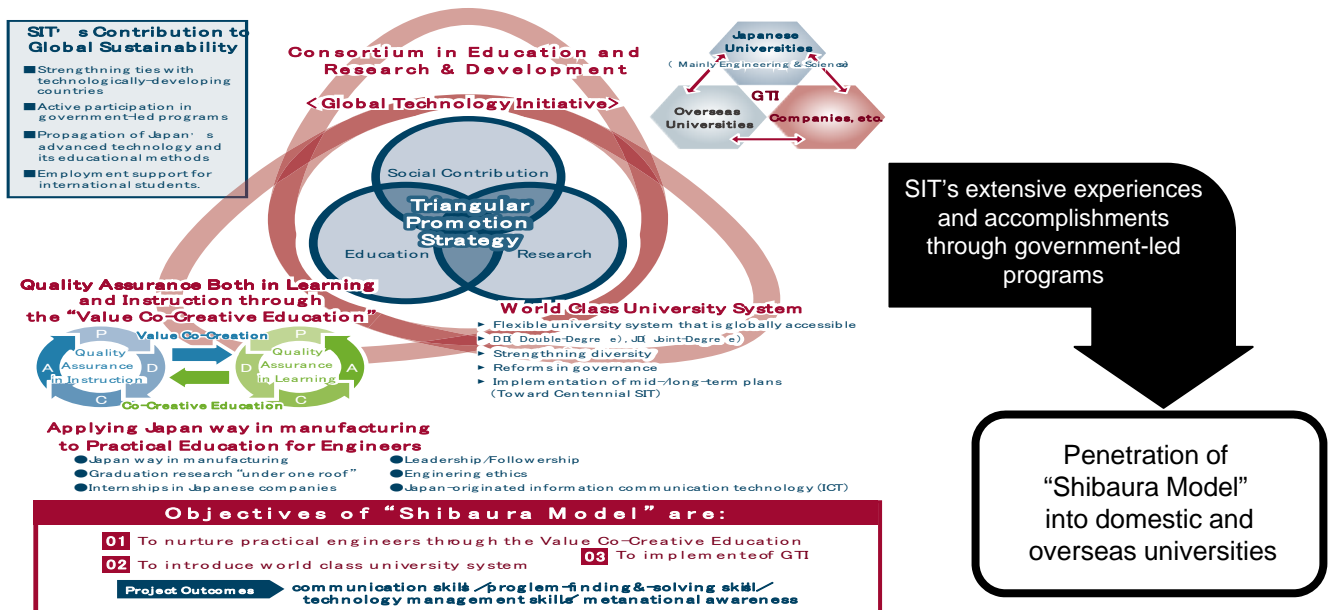 SIT's Contribution to
Global Sustainability
■Strengthning ties with
technologically-developing
countries
■Active participation in
government-led programs
■Propagation of Japan's
advanced technology and
its educational methods
■Employment support for
international students.
Consortium in Education and
Research & Development
<Global Technology Initiative>
Japanese
Universities
( Mainly Engineering & Science)
GTI
Overseas
Universities
Companies, etc.
Social Contribution
Triangular
Promotion
Strategy
Education
Research
Quality Assurance Both in Learning
and Instruction through
the “Value Co-Creative Education”
P
Value Co-Creation
P
A
Quality
Assurance
in Instruction
D
D
Quality
Assurance
in Learning
A
C
C
Co-Creative Education
World Class University System
► Flexible university system that is globally accessible
► DD( Double-Degre e), JD( Joint-Degre e)
► Strengthning diversity
► Reforms in governance
► Implementation of mid-/long-term plans
(Toward Centennial SIT)
Applying Japan way in manufacturing
to Practical Education for Engineers
●Japan way in manufacturing
●Graduation research “under one roof”
●Internships in Japanese companies
●Leadership/Followership
●Enginering ethics
●Japan-originated information communication technology (ICT)
Objectives of “Shibaura Model” are:
01 To nurture practical engineers through the Value Co-Creative Education
02 To introduce world class university system
03 To implementeof GTI
Project Outcomes
communication skills/proglem-finding&-solving skill/
technology management skills/ metanational awareness
SIT's extensive experiences
and accomplishments
through government-led
programs
Penetration of
“Shibaura Model”
into domestic and
overseas universities